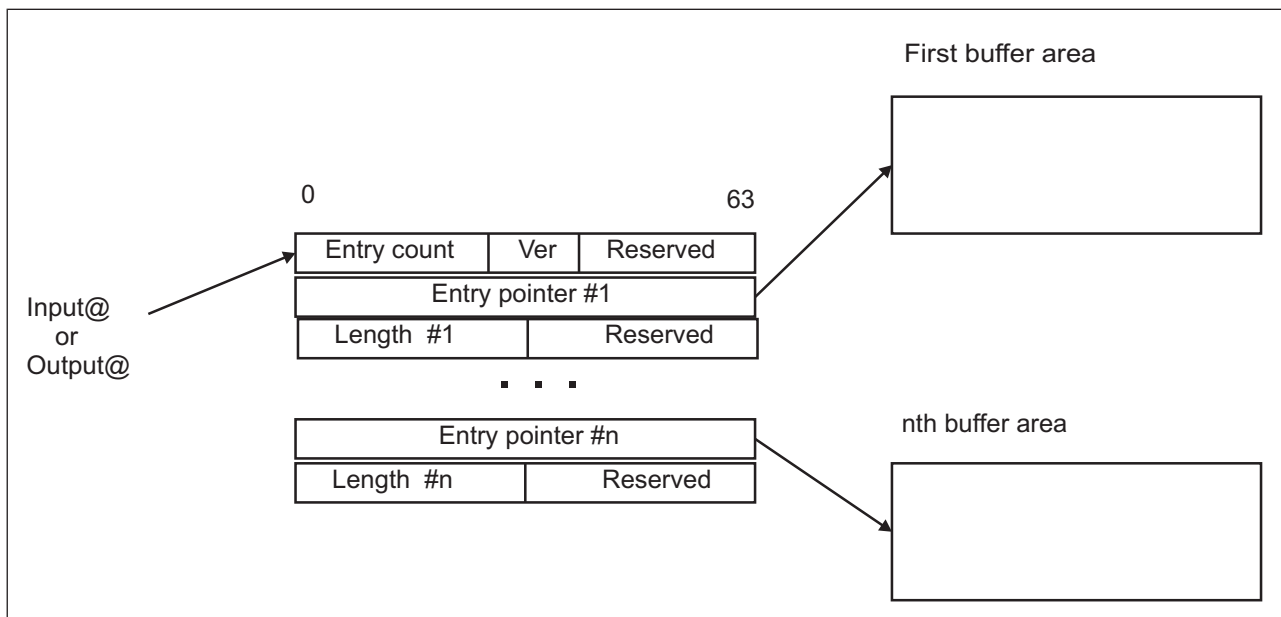 First buffer area
0 63
Entry count Ver Reserved
Entry pointer #1
Length #1 Reserved
Input@
or
Output@
. . .
Entry pointer #n
Length #n Reserved
nth buffer area